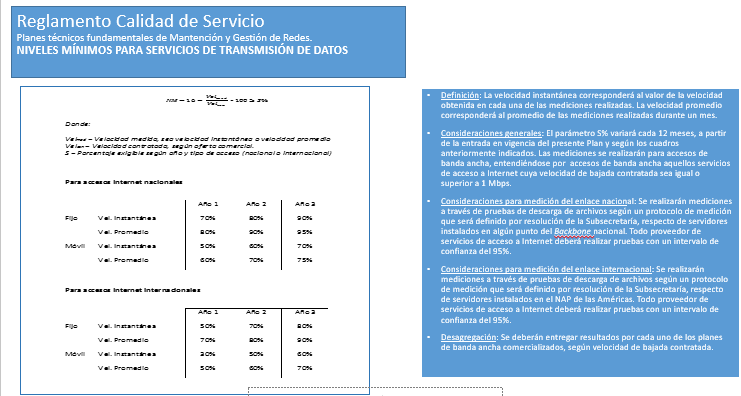 Reglamento Calidad de Servicio
Planes técnicos fundamentales de Mantención y Gestión de Redes.
NIVELES MÍNIMOS PARA SERVICIOS DE TRANSMISIÓN DE DATOS
Donde:
– Velocidad medida, sea velocidad instantánea o velocidad promedio
– Velocidad contratada, según oferta comercial.
S – Porcentaje exigible según año y tipo de acceso (nacional o internacional)
Para accesos Internet nacionales
Año 1 Año 2 Año 3
Fijo Vel. Instantánea 70% 80% 90%
Vel. Promedio 80% 90% 95%
Móvil Vel. Instantánea 50% 60% 70%
Vel. Promedio 60% 70% 75%
Para accesos Internet Internacionales
Año 1 Año 2 Año 3
Fijo Vel. Instantánea 50% 70% 80%
Vel. Promedio 70% 80% 90%
Móvil Vel. Instantánea 30% 50% 60%
Vel. Promedio 50% 60% 70%
• Definición: La velocidad instantánea corresponderá al valor de la velocidad
obtenida en cada una de las mediciones realizadas. La velocidad promedio
corresponderá al promedio de las mediciones realizadas durante un mes.
• Consideraciones generales: El parámetro S% variará cada 12 meses, a partir
de la entrada en vigencia del presente Plan y según los cuadros
anteriormente indicados. Las mediciones se realizarán para accesos de
banda ancha, entendiéndose por accesos de banda ancha aquellos servicios
de acceso a Internet cuya velocidad de bajada contratada sea igual o
superior a 1 Mbps.
• Consideraciones para medición del enlace nacional: Se realizarán mediciones
a través de pruebas de descarga de archivos según un protocolo de medición
que será definido por resolución de la Subsecretaría, respecto de servidores
instalados en algún punto del Backbone nacional. Todo proveedor de
servicios de acceso a Internet deberá realizar pruebas con un intervalo de
confianza del 95%.
• Consideraciones para medición del enlace internacional: Se realizarán
mediciones a través de pruebas de descarga de archivos según un protocolo
de medición que será definido por resolución de la Subsecretaría, respecto
de servidores instalados en el NAP de las Américas. Todo proveedor de
servicios de acceso a Internet deberá realizar pruebas con un intervalo de
confianza del 95%.
• Desagregación: Se deberán entregar resultados por cada uno de los planes
de banda ancha comercializados, según velocidad de bajada contratada.